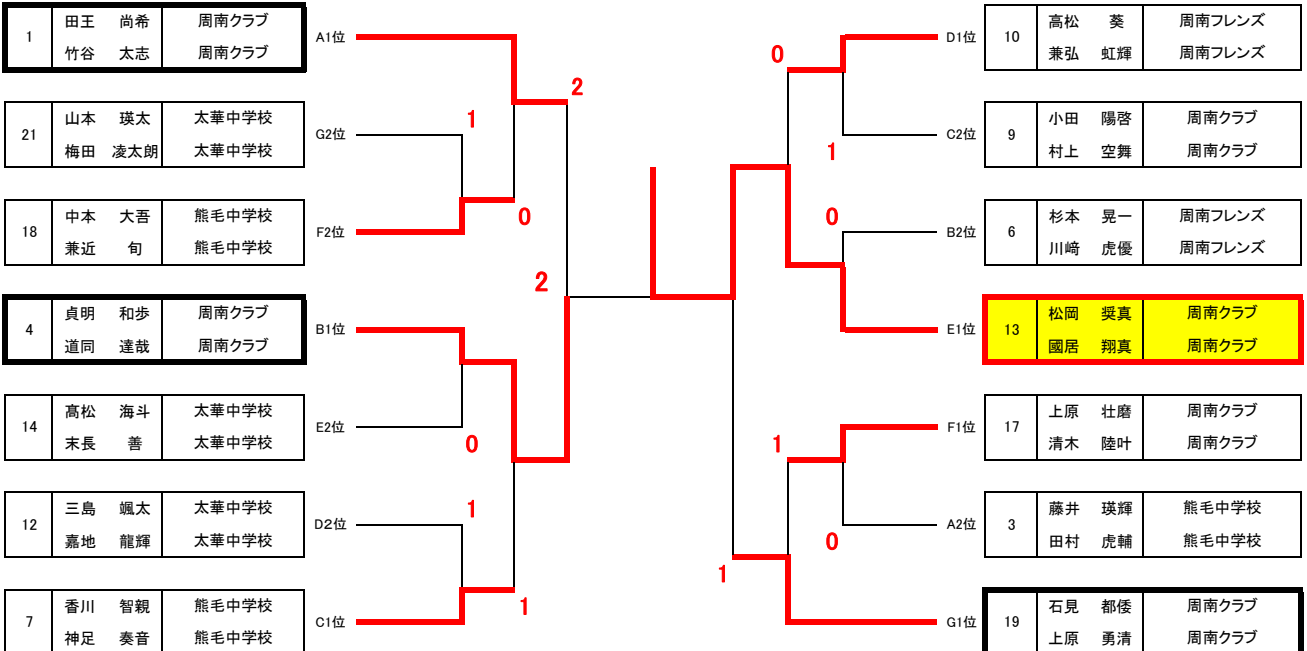 1 田王 尚希 周南クラブ
竹谷 太志 周南クラブ
A1位
21 山本 瑛太 太華中学校
梅田 凌太朗 太華中学校
G2位
18 中本 大吾 熊毛中学校
兼近 旬 熊毛中学校
F2位
4 貞明 和歩 周南クラブ
道同 達哉 周南クラブ
B1位
14 髙松 海斗 太華中学校
末長 善 太華中学校
E2位
12 三島 颯太 太華中学校
嘉地 龍輝 太華中学校
D2位
7 香川 智親 熊毛中学校
神足 奏音 熊毛中学校
C1位
2
1
0
2
0
1
1
0
1
0
1
0
1
D1位
10 高松 葵 周南フレンズ
兼弘 虹輝 周南フレンズ
C2位
9 小田 陽啓 周南クラブ
村上 空舞 周南クラブ
B2位
6 杉本 晃一 周南フレンズ
川﨑 虎優 周南フレンズ
E1位
13 松岡 奨真 周南クラブ
國居 翔真 周南クラブ
F1位
17 上原 壮磨 周南クラブ
清木 陸叶 周南クラブ
A2位
3 藤井 瑛輝 熊毛中学校
田村 虎輔 熊毛中学校
G1位
19 石見 都倭 周南クラブ
上原 勇清 周南クラブ